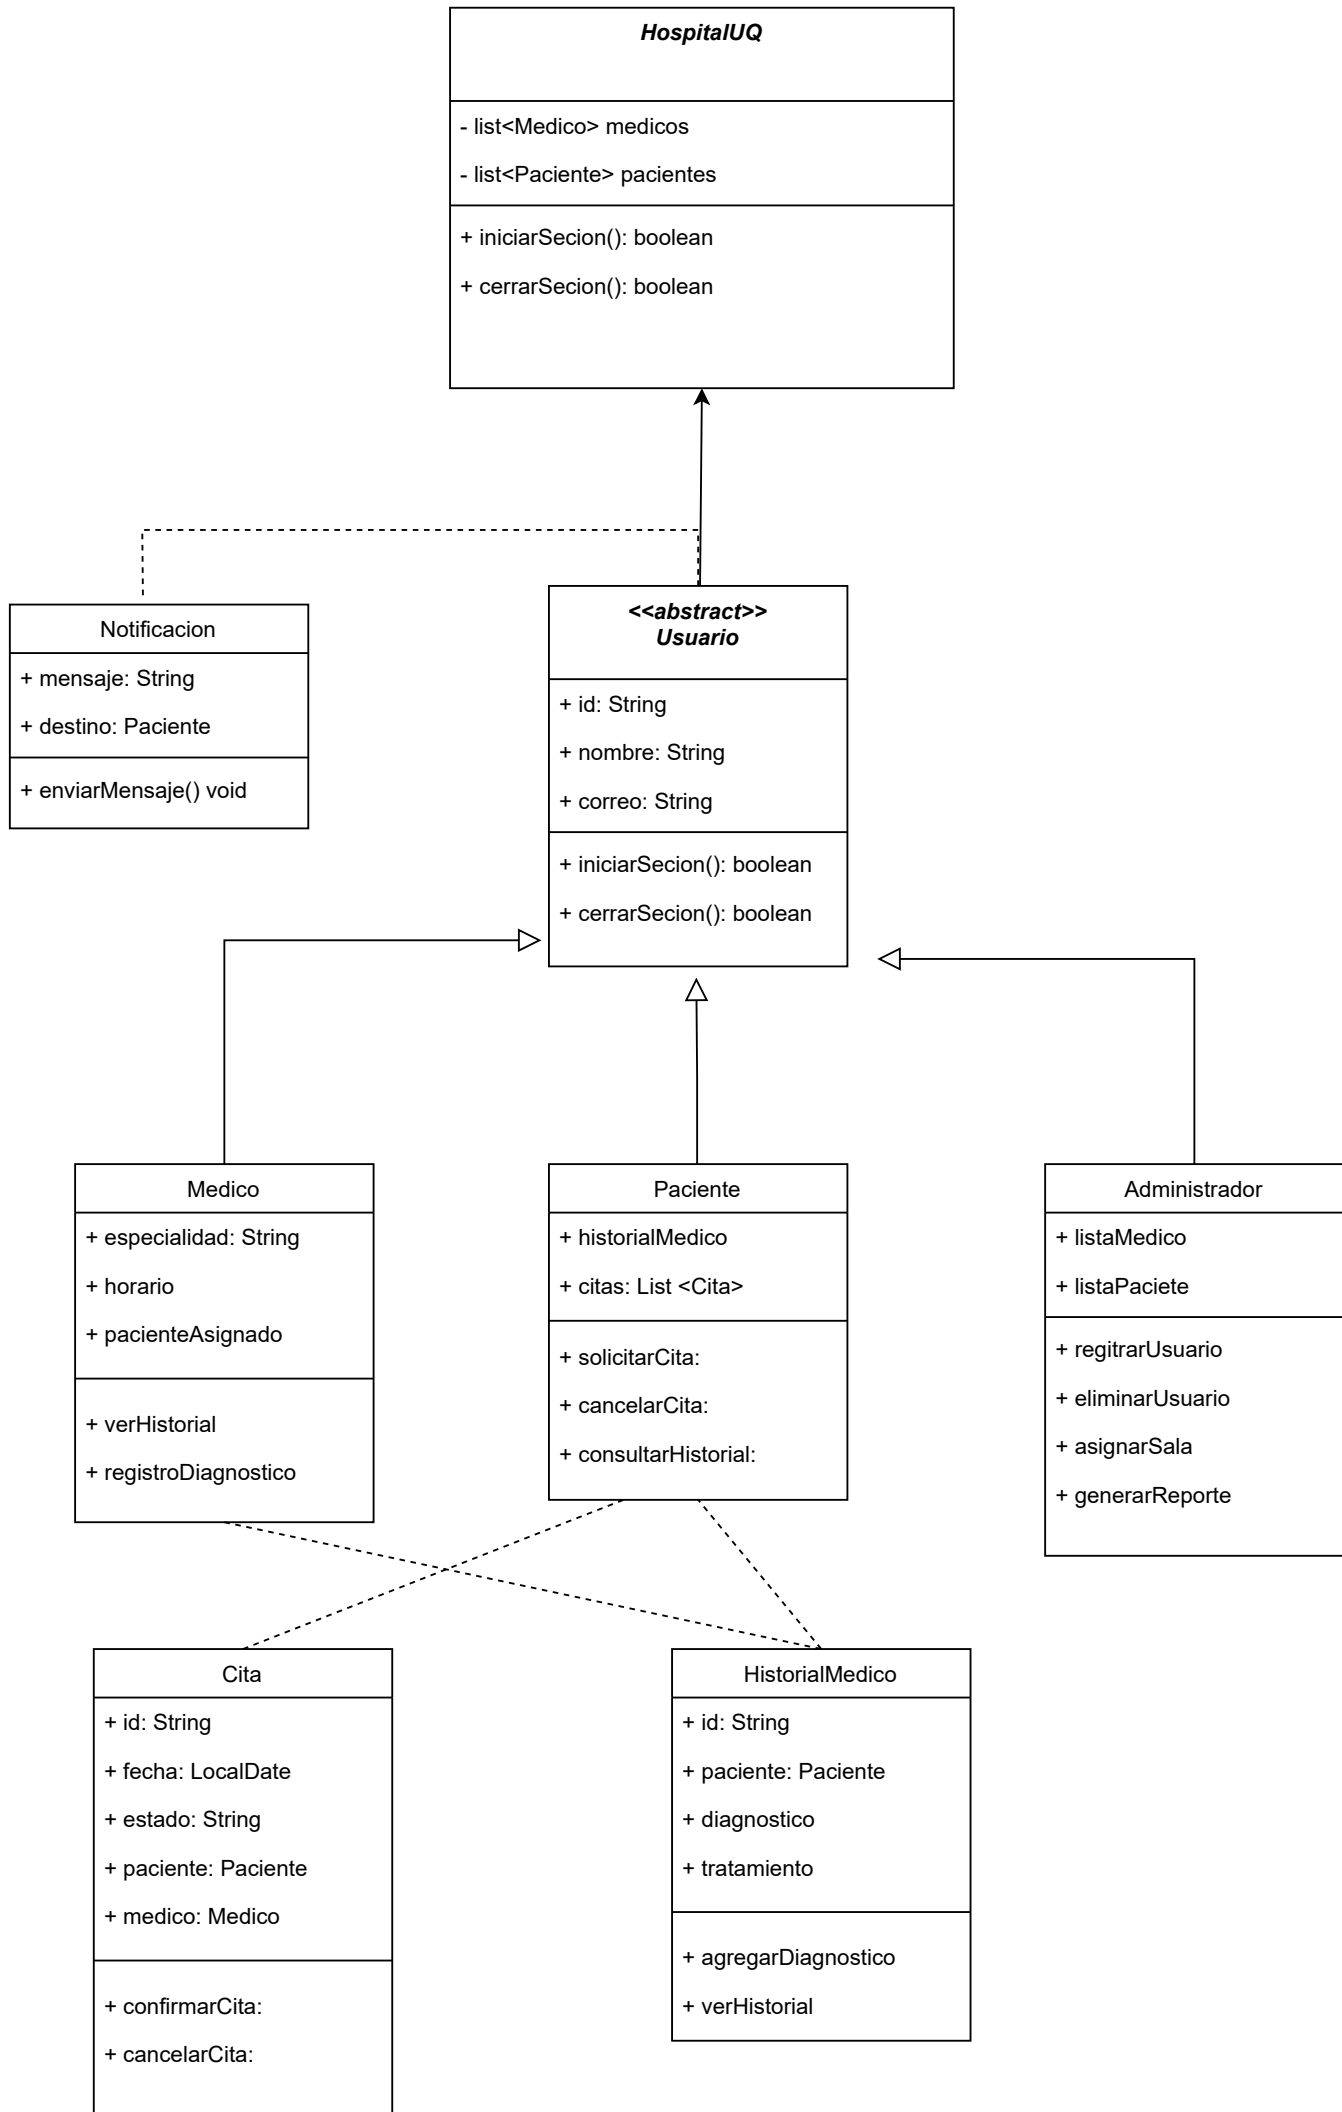 HospitalUQ
- list<Medico> medicos
- list<Paciente> pacientes
+ iniciarSecion(): boolean
+ cerrarSecion(): boolean
Notificacion
+ mensaje: String
+ destino: Paciente
+ enviarMensaje() void
<<abstract>>
Usuario
+ id: String
+ nombre: String
+ correo: String
+ iniciarSecion(): boolean
+ cerrarSecion(): boolean
Medico
+ especialidad: String
+ horario
+ pacienteAsignado
+ verHistorial
+ registroDiagnostico
Paciente
+ historialMedico
+ citas: List <Cita>
+ solicitarCita:
+ cancelarCita:
+ consultarHistorial:
Administrador
+ listaMedico
+ listaPaciete
+ regitrarUsuario
+ eliminarUsuario
+ asignarSala
+ generarReporte
Cita
+ id: String
+ fecha: LocalDate
+ estado: String
+ paciente: Paciente
+ medico: Medico
+ confirmarCita:
+ cancelarCita:
HistorialMedico
+ id: String
+ paciente: Paciente
+ diagnostico
+ tratamiento
+ agregarDiagnostico
+ verHistorial